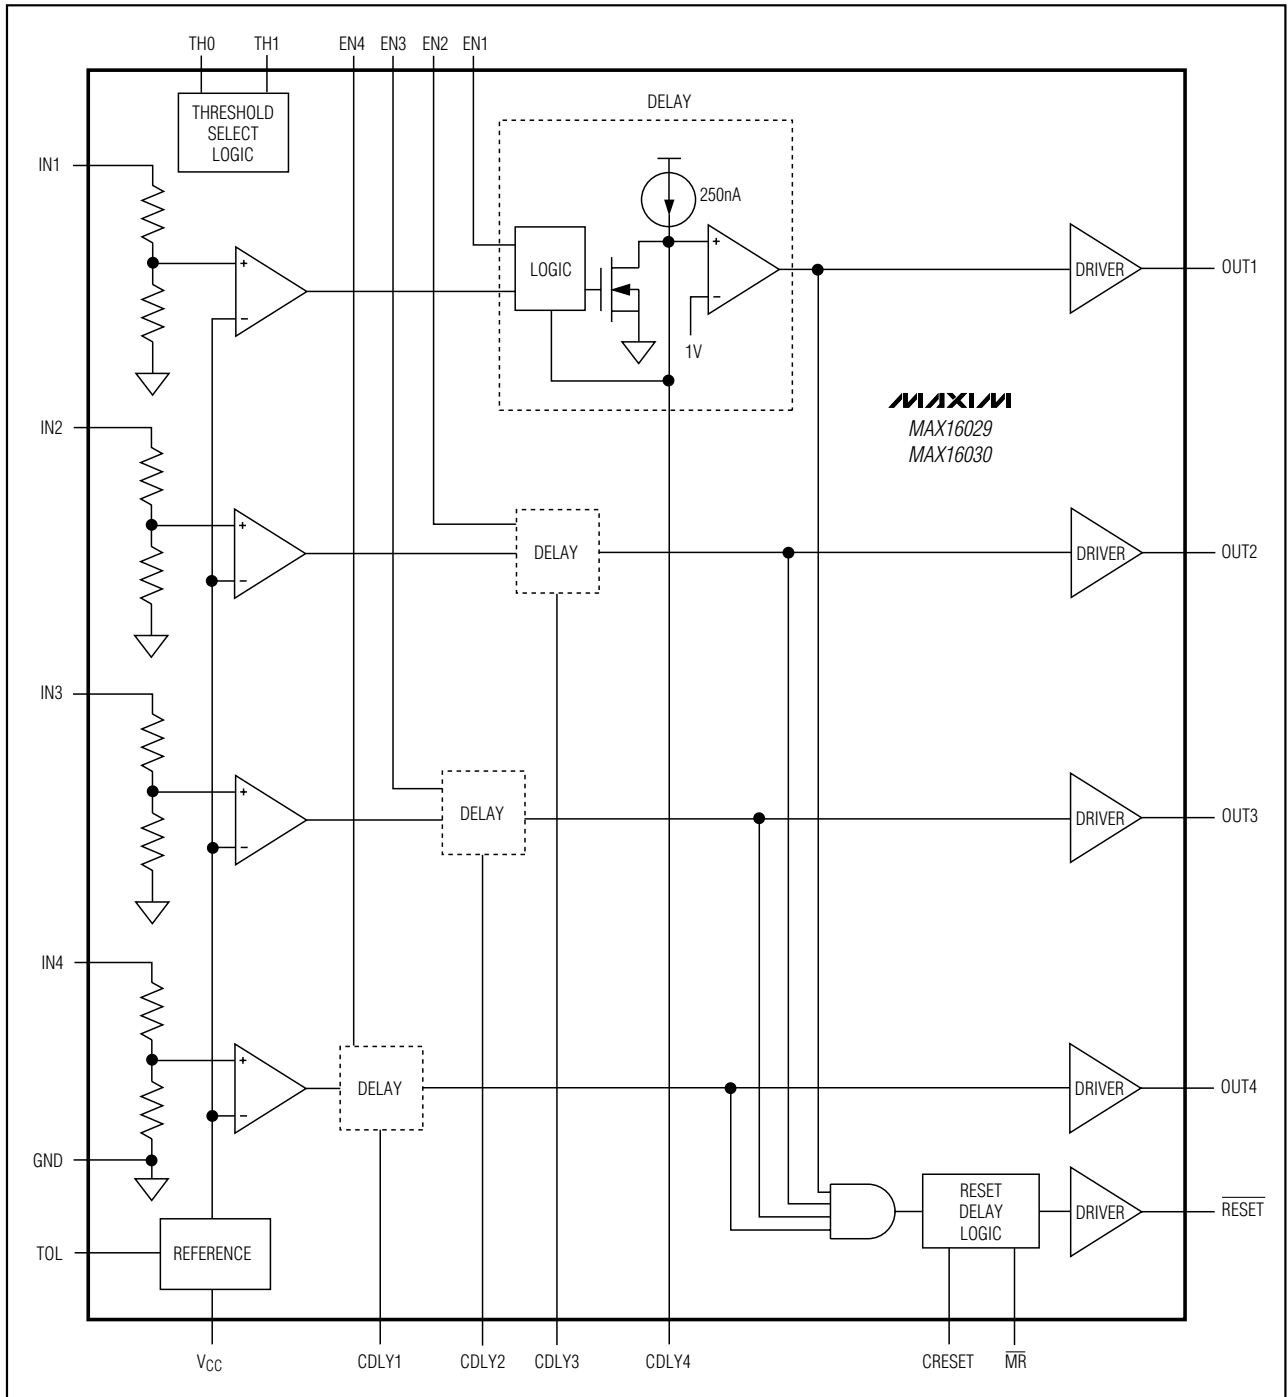 TH0 TH1 EN4 EN3 EN2 EN1
THRESHOLD
SELECT
LOGIC
DELAY
IN1
250nA
+
+
LOGIC
DRIVER
OUT1
−
−
1V
MAXIM
MAX16029
MAX16030
IN2
+
−
DELAY
DRIVER
OUT2
IN3
+
−
DELAY
DRIVER
OUT3
IN4
+
−
DELAY
DRIVER
OUT4
GND
RESET
DELAY
LOGIC
DRIVER
RESET
TOL
REFERENCE
VCC CDLY1 CDLY2 CDLY3 CDLY4 CRESET MR